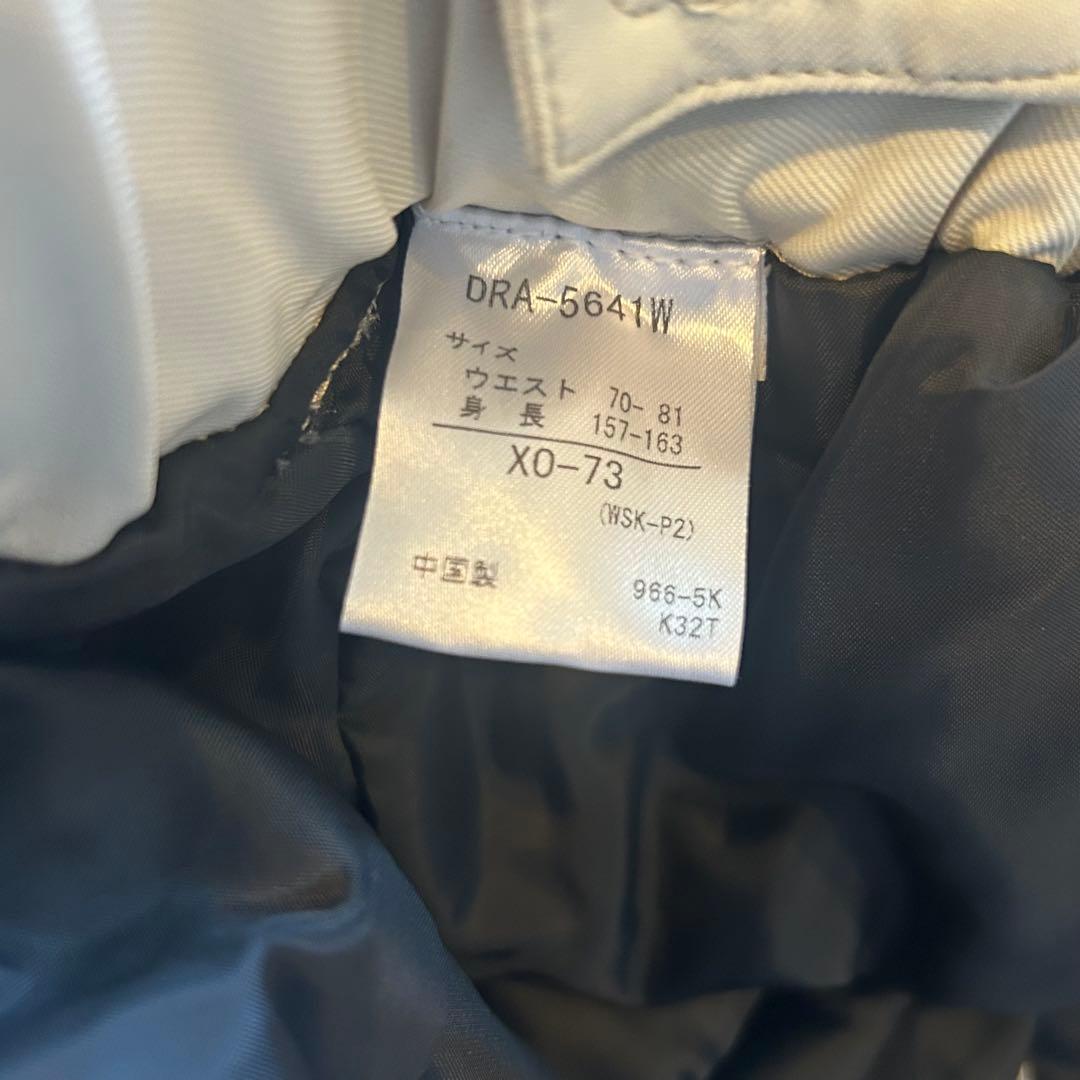 DRA-5641W
サイズ
ウエスト 70- 81
身 長 157-163
XO-73
(WSK-P2)
中国製
966-5K
K32T